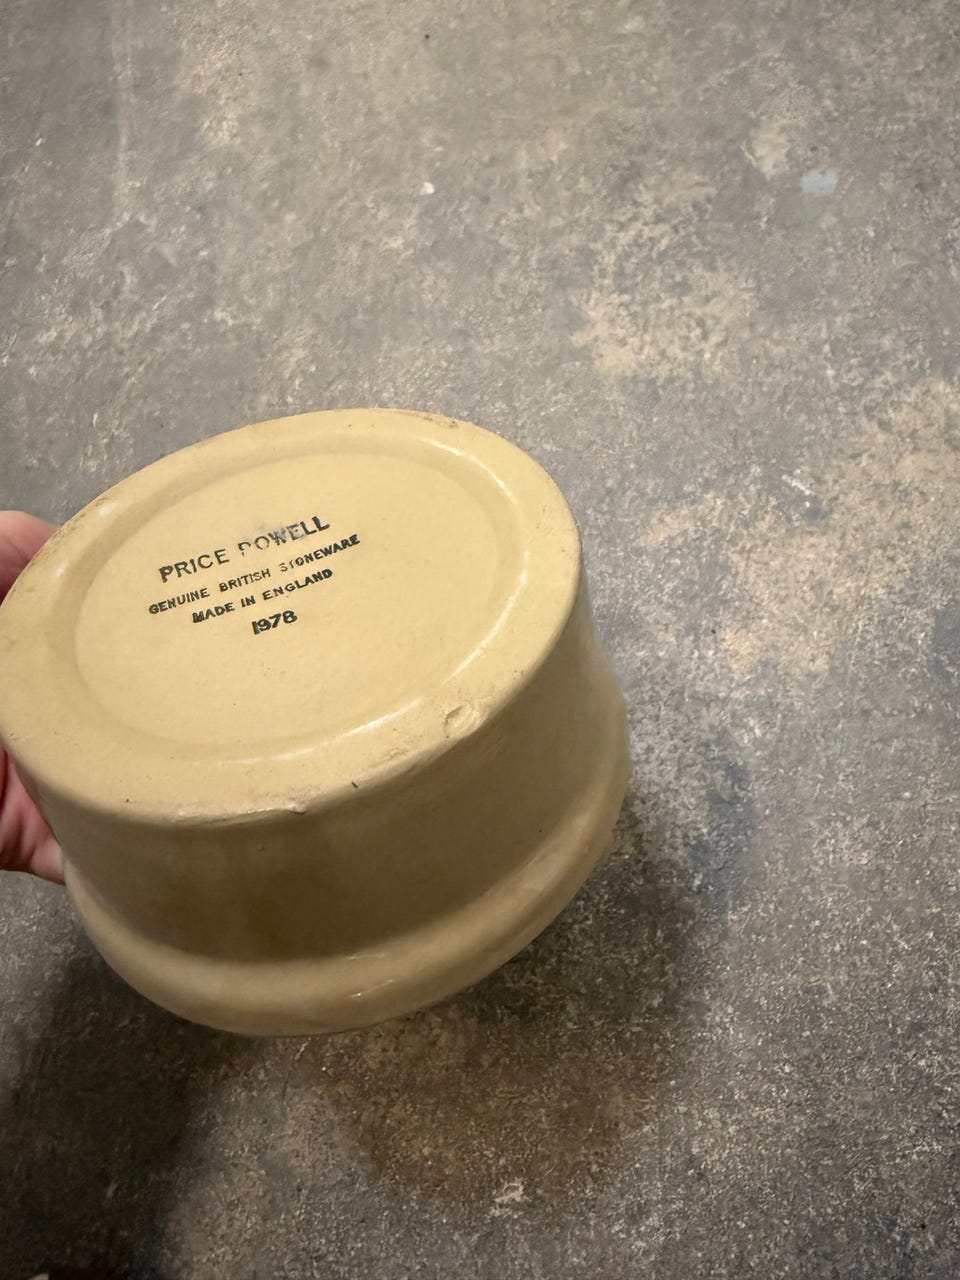 PRICE POWELL
GENUINE BRITISH STONEWARE
MADE IN ENGLAND
1978